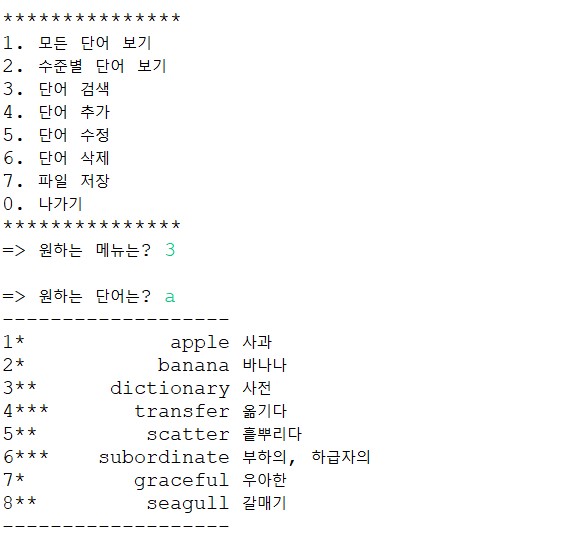 ***************
1. 모든 단어 보기
2. 수준별 단어 보기
3. 단어 검색
4. 단어 추가
5. 단어 수정
6. 단어 삭제
7. 파일 저장
0. 나가기
***************
=> 원하는 메뉴는? 3
=> 원하는 단어는? a
-------------------
1* apple 사과
2* banana 바나나
3** dictionary 사전
4*** transfer 옮기다
5** scatter 흩뿌리다
6*** subordinate 부하의, 하급자의
7* graceful 우아한
8** seagull 갈매기
-------------------